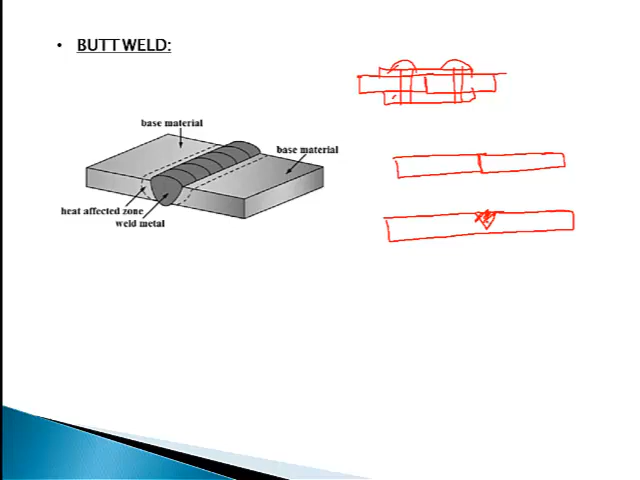 • BUTT WELD:
base material
base material
heat affected zone
weld metal